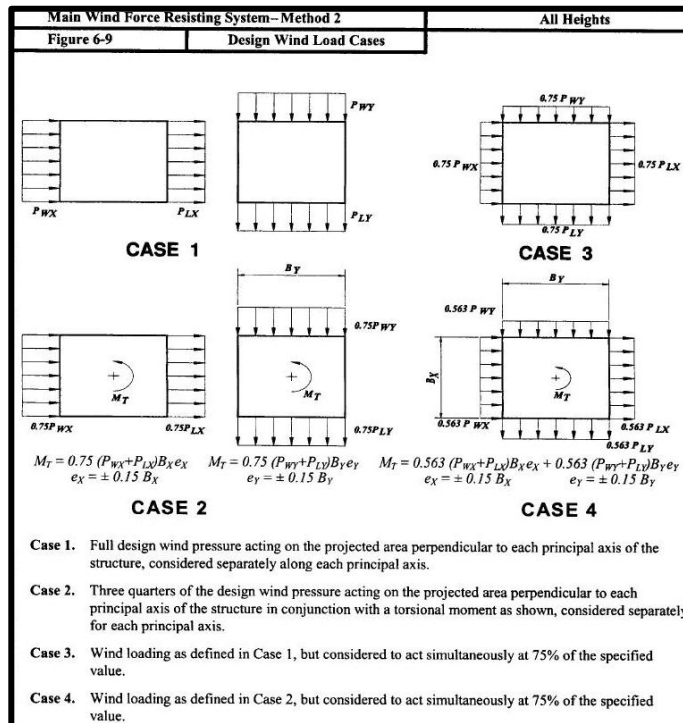 Main Wind Force Resisting System– Method 2
All Heights
Figure 6-9
Design Wind Load Cases
P WX
P LX
P WY
P LY
CASE 1
0.75 P WY
0.75 P WX
0.75 P LX
0.75 P LY
CASE 3
M T
0.75P WX
0.75P LX
M T = 0.75 (P WX+P LX)B X e X
e X = ± 0.15 B X
B Y
0.75P WY
M T
0.75P LY
M T = 0.75 (P WY+P LY)B Y e Y
e Y = ± 0.15 B Y
CASE 2
B Y
0.563 P WY
B X
M T
0.563 P WX
0.563 P LX
0.563 P LY
M T = 0.563 (P WX+P LX)B X e X + 0.563 (P WY+P LY)B Y e Y
e X = ± 0.15 B X
e Y = ± 0.15 B Y
CASE 4
Case 1. Full design wind pressure acting on the projected area perpendicular to each principal axis of the
structure, considered separately along each principal axis.
Case 2. Three quarters of the design wind pressure acting on the projected area perpendicular to each
principal axis of the structure in conjunction with a torsional moment as shown, considered separately
for each principal axis.
Case 3. Wind loading as defined in Case 1, but considered to act simultaneously at 75% of the specified
value.
Case 4. Wind loading as defined in Case 2, but considered to act simultaneously at 75% of the specified
value.